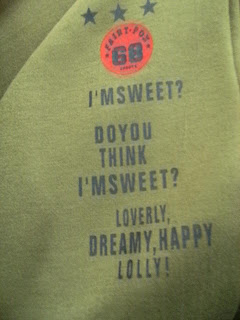 68
I'MSWEET?
DOYOU
THINK
I'MSWEET?
LOVERLY,
DREAMY,HAPPY
LOLLY!